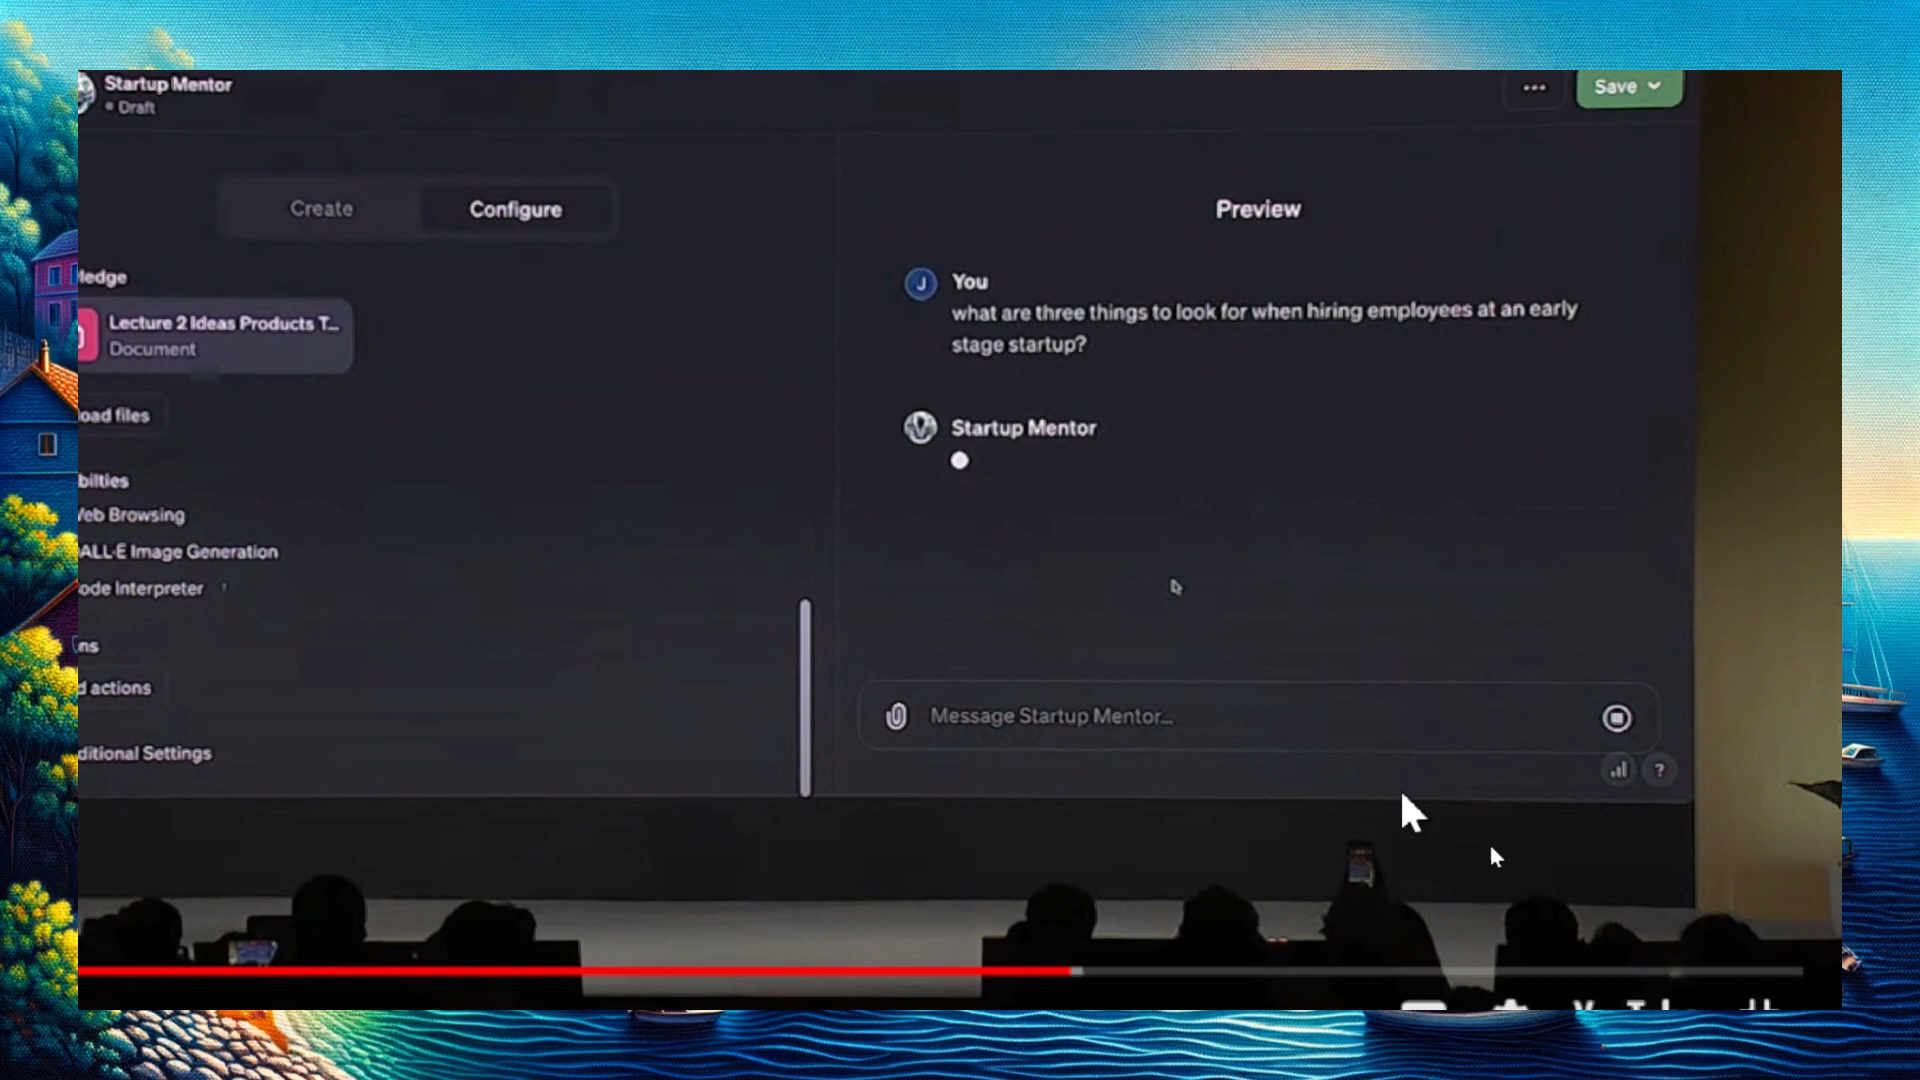 Startup Mentor
Draft
Save
Create
Configure
Preview
ledge
Lecture 2 Ideas Products T...
Document
oad files
bilties
Web Browsing
ALL·E Image Generation
ode Interpreter ?
ns
d actions
ditional Settings
J
You
what are three things to look for when hiring employees at an early
stage startup?
Startup Mentor
Message Startup Mentor...
?